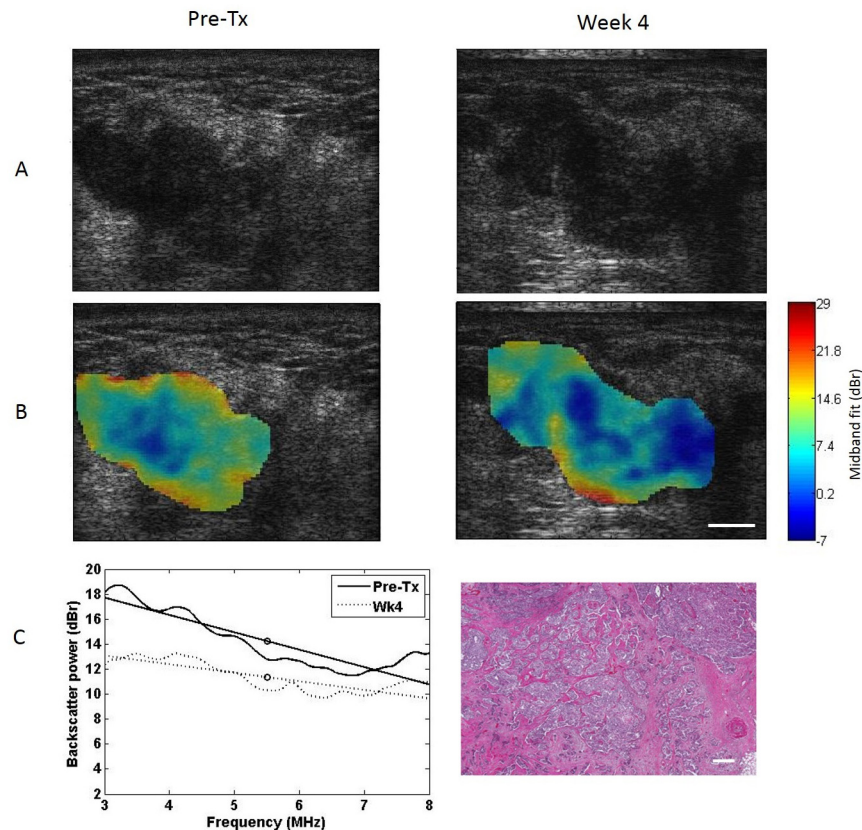 Pre-Tx
Week 4
A
B
29
21.8
14.6
7.4
0.2
-7
Midband fit (dBr)
C
20
18
16
14
12
10
8
6
4
2
Backscatter power (dBr)
Pre-Tx
Wk4
3
4
5
6
7
8
Frequency (MHz)